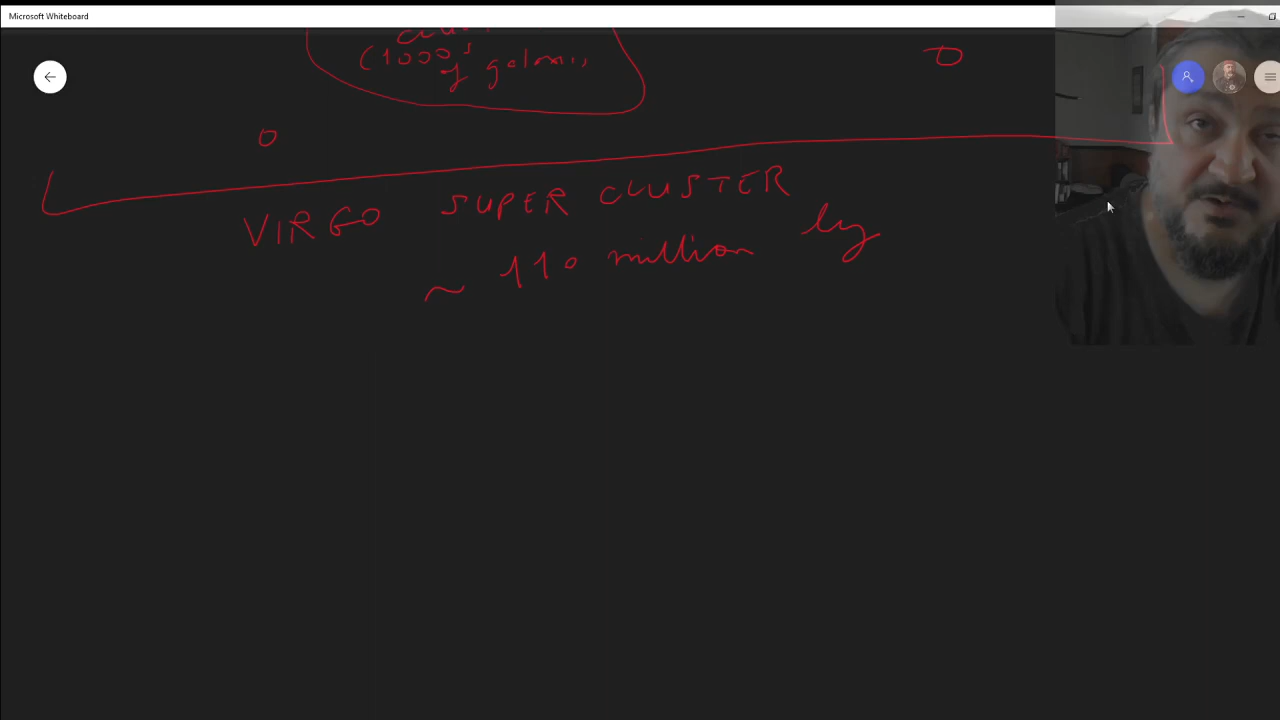 Microsoft Whiteboard
(1000's
of galaxies
VIRGO SUPER CLUSTER
~ 110 million ly